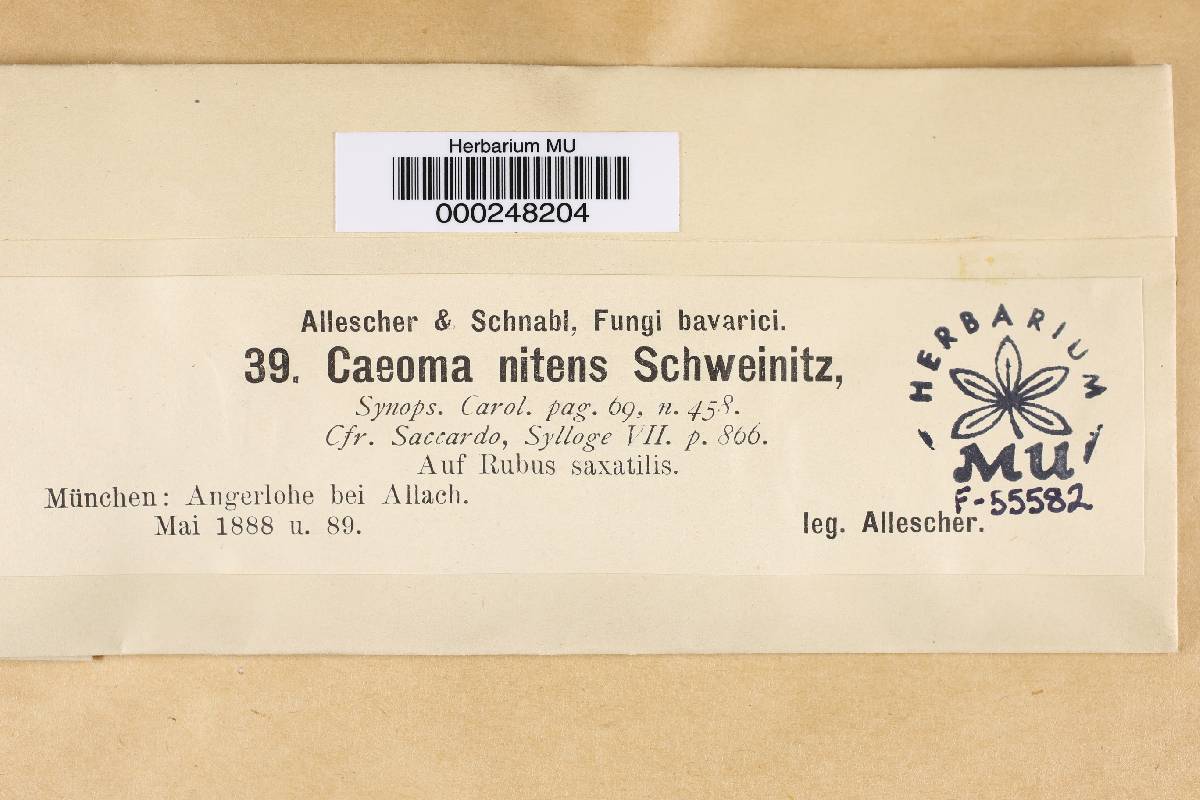 Herbarium MU
000248204
Allescher & Schnabl, Fungi bavarici.
39. Caeoma nitens Schweinitz,
Synops. Carol. pag. 69, n. 458.
Cfr. Saccardo, Sylloge VII. p. 866.
Auf Rubus saxatilis.
München: Angerlohe bei Allach.
Mai 1888 u. 89.
leg. Allescher.
HERBARIUM
MU
F-55582